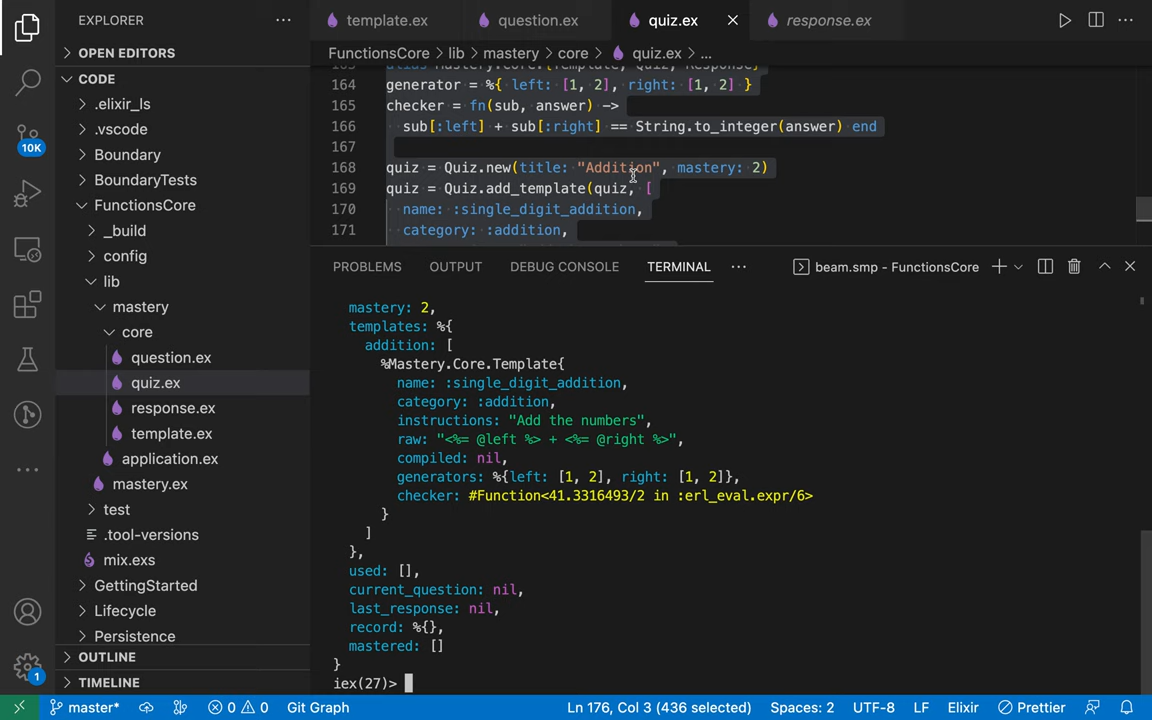 EXPLORER
template.ex
question.ex
quiz.ex
response.ex
OPEN EDITORS
FunctionsCore > lib > mastery > core > quiz.ex > ...
CODE
.elixir_ls
.vscode
10K
Boundary
BoundaryTests
FunctionsCore
_build
config
lib
mastery
core
question.ex
quiz.ex
response.ex
template.ex
application.ex
mastery.ex
test
.tool-versions
mix.exs
GettingStarted
Lifecycle
Persistence
OUTLINE
TIMELINE
1
alias Mastery.Core.{Template, Quiz, Response}
164 generator = %{ left: [1, 2], right: [1, 2] }
165 checker = fn(sub, answer) ->
166 sub[:left] + sub[:right] == String.to_integer(answer) end
167
168 quiz = Quiz.new(title: "Addition", mastery: 2)
169 quiz = Quiz.add_template(quiz, [
170 name: :single_digit_addition,
171 category: :addition,
PROBLEMS OUTPUT DEBUG CONSOLE TERMINAL ... beam.smp - FunctionsCore
mastery: 2,
templates: %{
addition: [
%Mastery.Core.Template{
name: :single_digit_addition,
category: :addition,
instructions: "Add the numbers",
raw: "<%= @left %> + <%= @right %>",
compiled: nil,
generators: %{left: [1, 2], right: [1, 2]},
checker: #Function<41.3316493/2 in :erl_eval.expr/6>
}
]
},
used: [],
current_question: nil,
last_response: nil,
record: %{},
mastered: []
}
iex(27)>
master* 0 0 Git Graph Ln 176, Col 3 (436 selected) Spaces: 2 UTF-8 LF Elixir Prettier